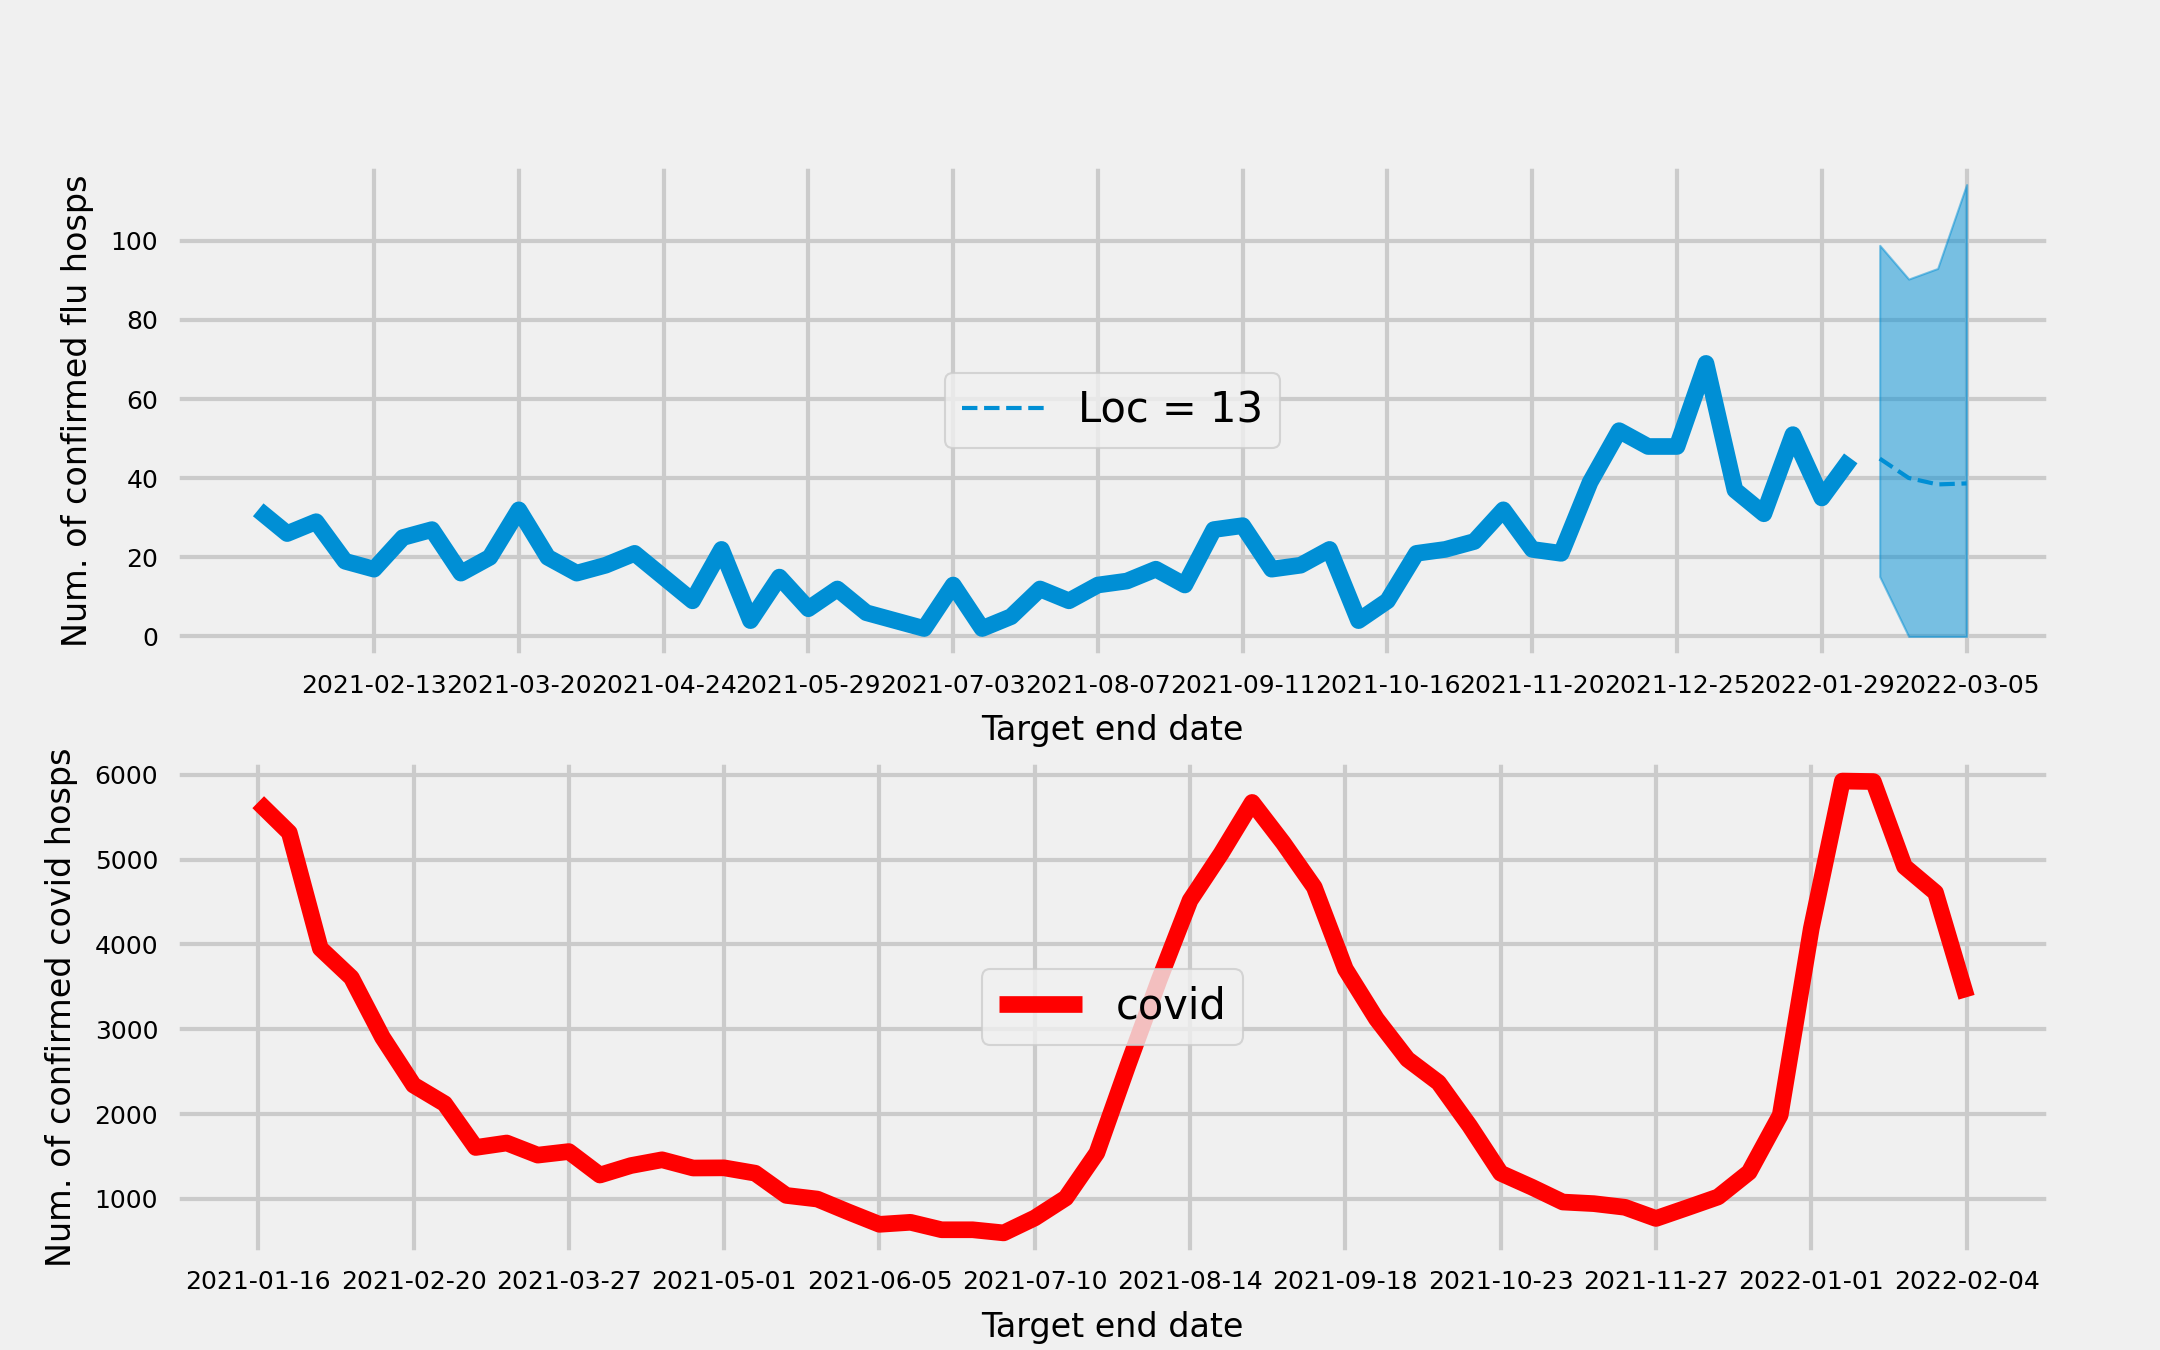 Num. of confirmed flu hosps
100
80
60
40
20
0
Loc = 13
2021-02-13 2021-03-20 2021-04-24 2021-05-29 2021-07-03 2021-08-07 2021-09-11 2021-10-16 2021-11-20 2021-12-25 2022-01-29 2022-03-05
Target end date
Num. of confirmed covid hosps
6000
5000
4000
3000
2000
1000
covid
2021-01-16 2021-02-20 2021-03-27 2021-05-01 2021-06-05 2021-07-10 2021-08-14 2021-09-18 2021-10-23 2021-11-27 2022-01-01 2022-02-04
Target end date